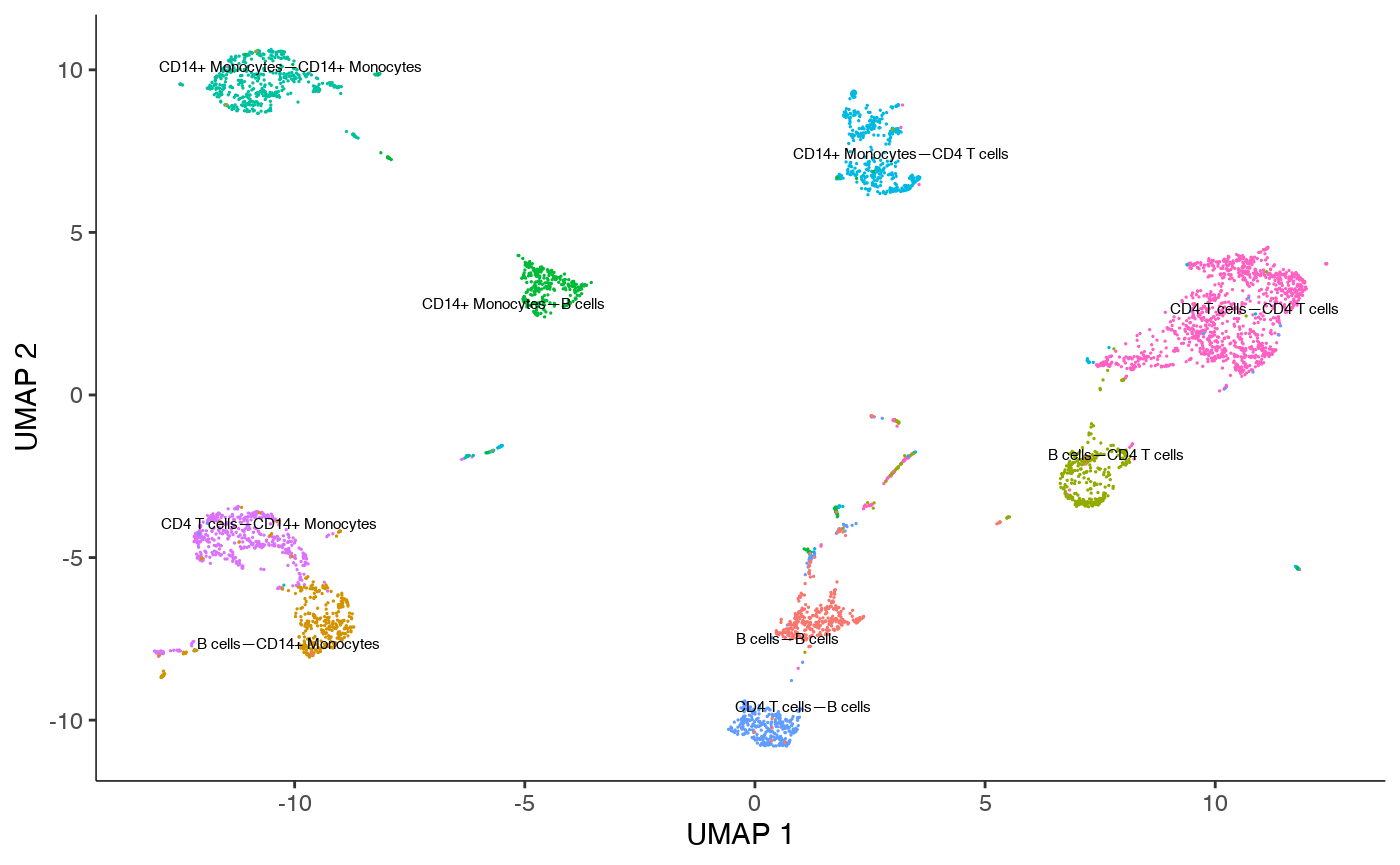 10
5
0
-5
-10
UMAP 2
CD14+ Monocytes—CD14+ Monocytes
CD14+ Monocytes—CD4 T cells
CD14+ Monocytes—B cells
CD4 T cells—CD4 T cells
B cells—CD4 T cells
CD4 T cells—CD14+ Monocytes
B cells—CD14+ Monocytes
B cells—B cells
CD4 T cells—B cells
-10 -5 0 5 10
UMAP 1